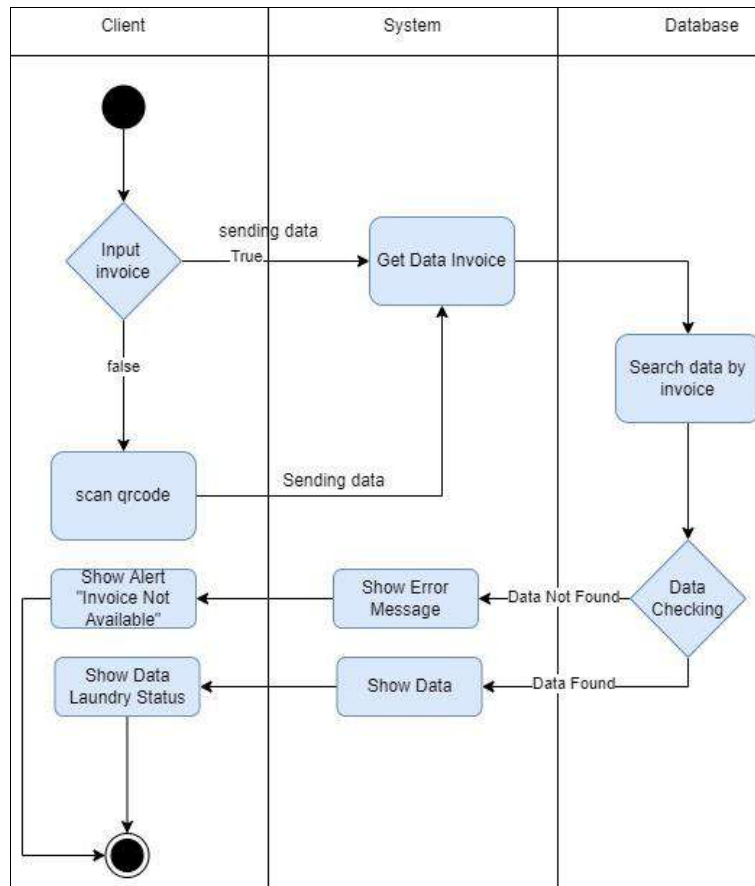 Client
System
Database
Input
invoice
sending data
True
Get Data Invoice
Search data by
invoice
false
scan qrcode
Sending data
Data
Checking
Data Not Found
Show Error
Message
Show Alert
"Invoice Not
Available"
Data Found
Show Data
Show Data
Laundry Status